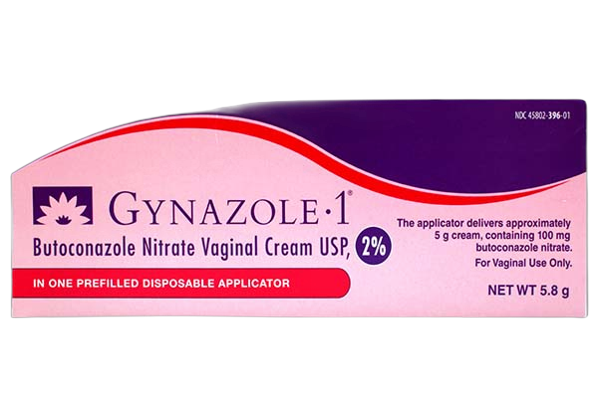 NDC 45802-396-01
GYNAZOLE·1®
Butoconazole Nitrate Vaginal Cream USP, 2%
IN ONE PREFILLED DISPOSABLE APPLICATOR
The applicator delivers approximately
5 g cream, containing 100 mg
butoconazole nitrate.
For Vaginal Use Only.
NET WT 5.8 g